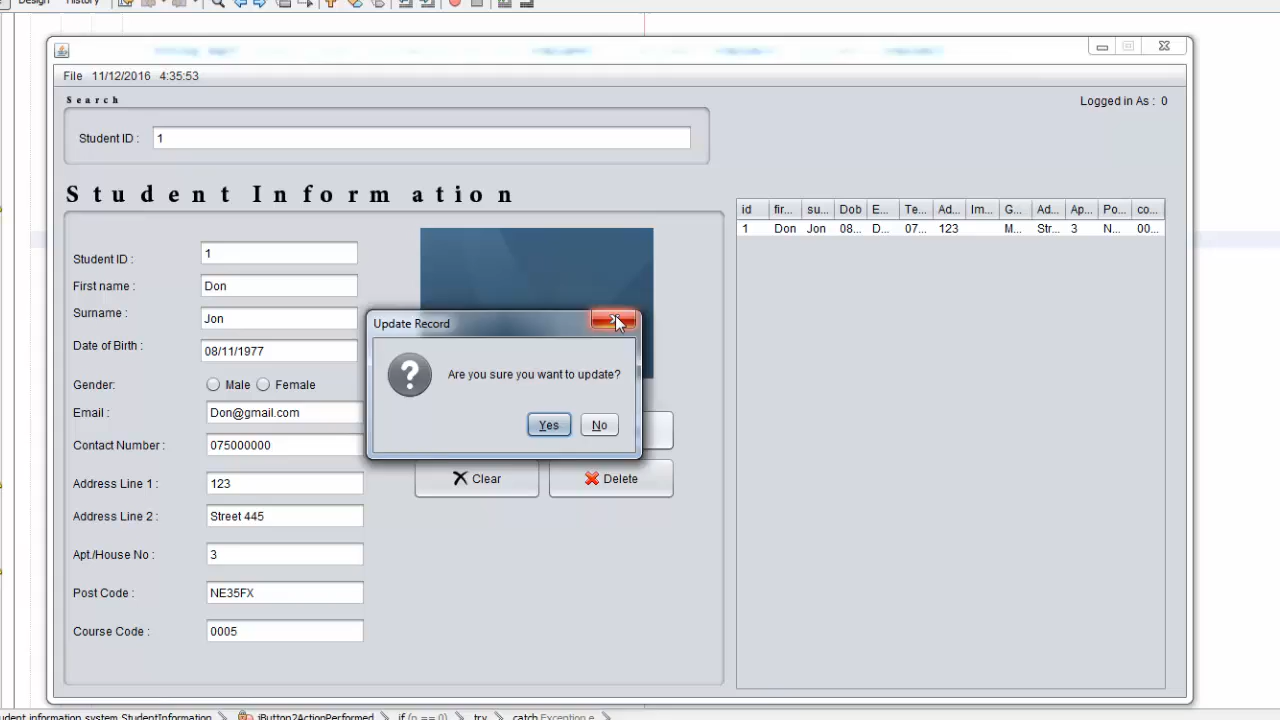 Design History
File 11/12/2016 4:35:53
Search
Logged in As : 0
Student ID : 1
Student Information
id fir... su... Dob E... Te... Ad... Im... G... Ad... Ap... Po... co...
1 Don Jon 08... D... 07... 123 M... Str... 3 N... 00...
Student ID : 1
First name : Don
Surname : Jon
Date of Birth : 08/11/1977
Gender: Male Female
Email : Don@gmail.com
Contact Number : 075000000
Address Line 1 : 123
Address Line 2 : Street 445
Apt./House No : 3
Post Code : NE35FX
Course Code : 0005
Update Record
Are you sure you want to update?
Yes No
Clear Delete
information.system.StudentInformation jButton2ActionPerformed if (p == 0) try catch Exception e